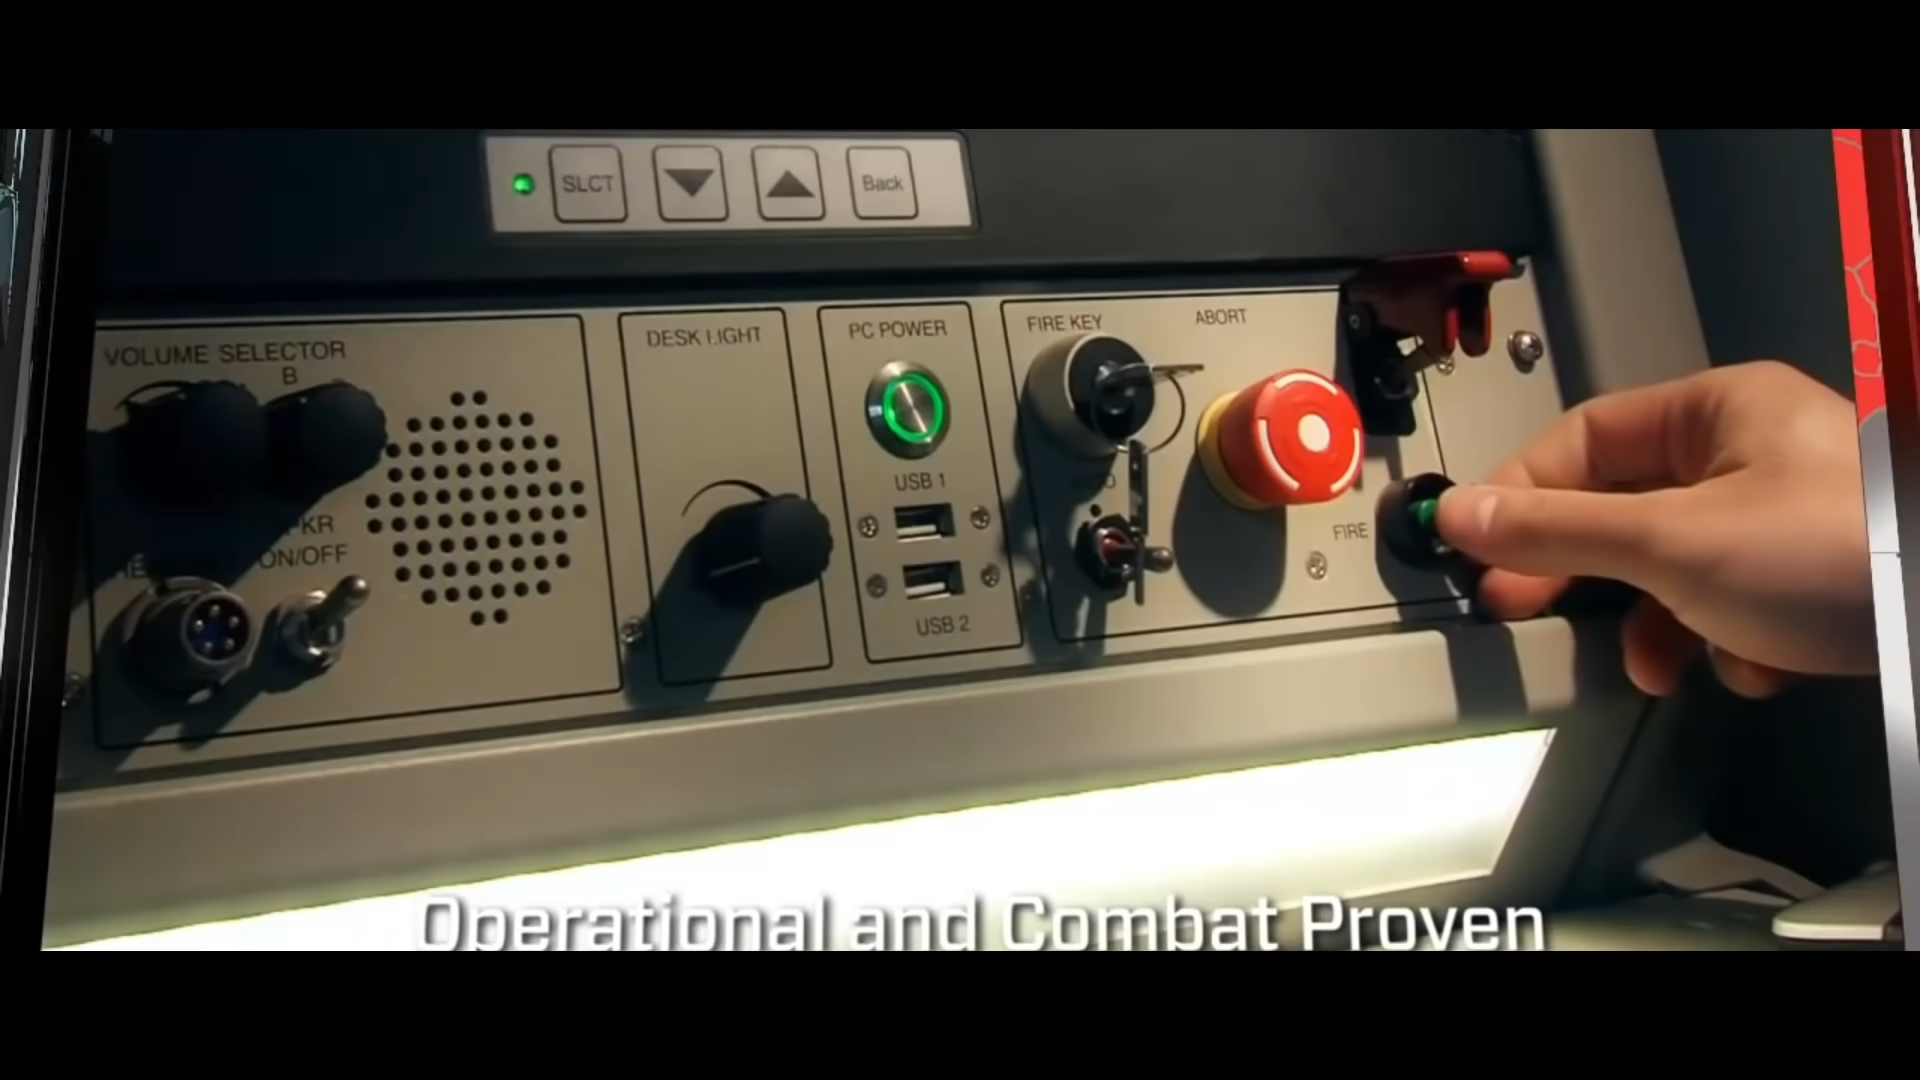 SLCT
Back
VOLUME SELECTOR
B
DESK LIGHT
PC POWER
FIRE KEY
ABORT
USB 1
ON/OFF
FIRE
USB 2
Operational and Combat Proven